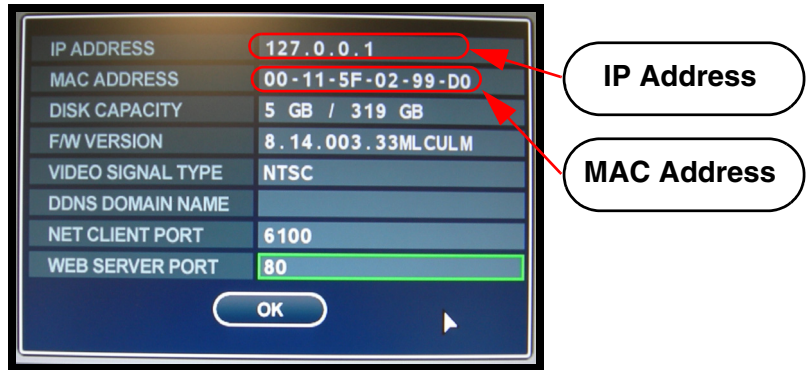 IP ADDRESS 127.0.0.1
IP Address
MAC ADDRESS 00-11-5F-02-99-D0
DISK CAPACITY 5 GB / 319 GB
F/W VERSION 8.14.003.33MLCULM
MAC Address
VIDEO SIGNAL TYPE NTSC
DDNS DOMAIN NAME
NET CLIENT PORT 6100
WEB SERVER PORT 80
OK